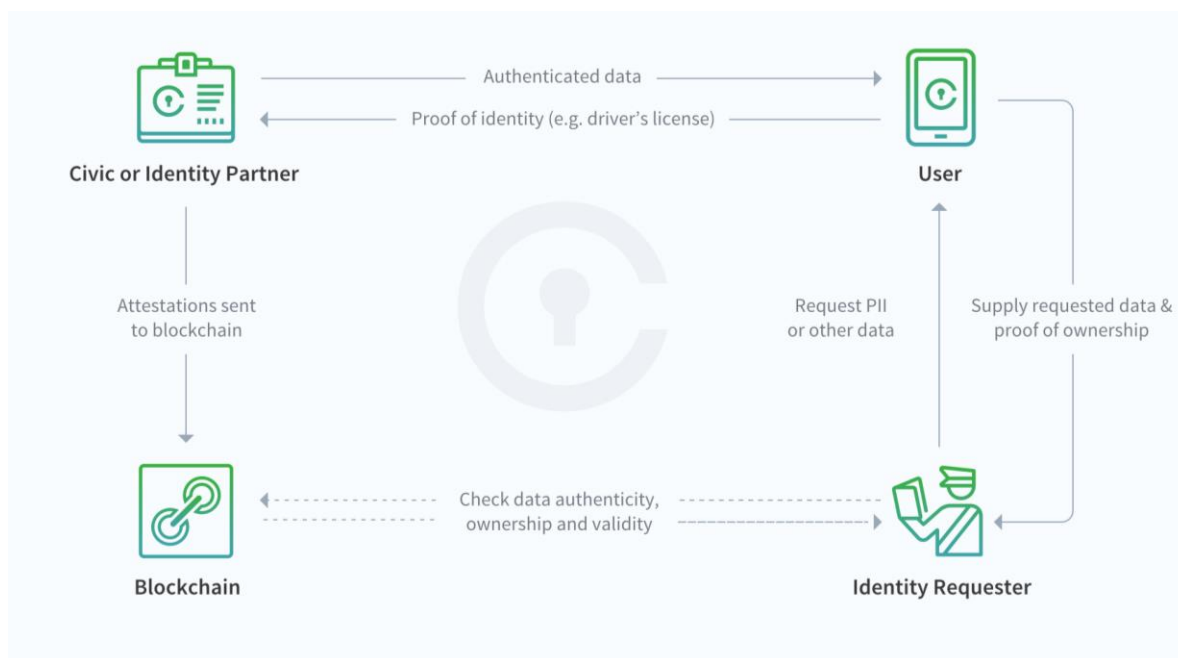 Authenticated data
Proof of identity (e.g. driver's license)
Civic or Identity Partner
User
Attestations sent
to blockchain
Request PII
or other data
Supply requested data &
proof of ownership
Check data authenticity,
ownership and validity
Blockchain
Identity Requester